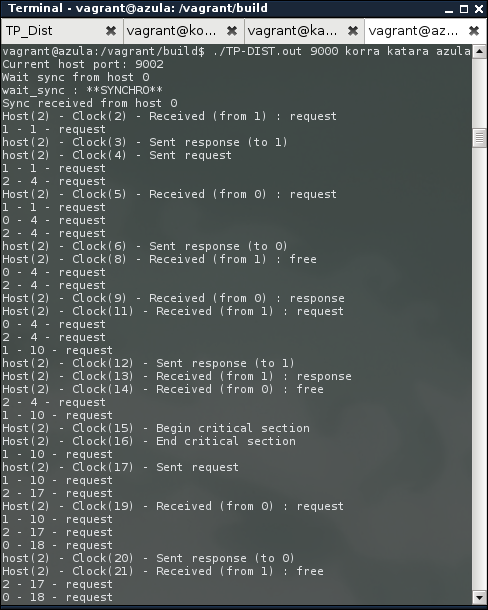 Terminal - vagrant@azula: /vagrant/build
TP_Dist
vagrant@ko...
vagrant@ka...
vagrant@az...
vagrant@azula:/vagrant/build$ ./TP-DIST.out 9000 korra katara azula
Current host port: 9002
Wait sync from host 0
wait_sync : **SYNCHRO**
Sync received from host 0
Host(2) - Clock(2) - Received (from 1) : request
1 - 1 - request
host(2) - Clock(3) - Sent response (to 1)
host(2) - Clock(4) - Sent request
1 - 1 - request
2 - 4 - request
Host(2) - Clock(5) - Received (from 0) : request
1 - 1 - request
0 - 4 - request
2 - 4 - request
host(2) - Clock(6) - Sent response (to 0)
Host(2) - Clock(8) - Received (from 1) : free
0 - 4 - request
2 - 4 - request
Host(2) - Clock(9) - Received (from 0) : response
Host(2) - Clock(11) - Received (from 1) : request
0 - 4 - request
2 - 4 - request
1 - 10 - request
host(2) - Clock(12) - Sent response (to 1)
Host(2) - Clock(13) - Received (from 1) : response
Host(2) - Clock(14) - Received (from 0) : free
2 - 4 - request
1 - 10 - request
Host(2) - Clock(15) - Begin critical section
Host(2) - Clock(16) - End critical section
1 - 10 - request
host(2) - Clock(17) - Sent request
1 - 10 - request
2 - 17 - request
Host(2) - Clock(19) - Received (from 0) : request
1 - 10 - request
2 - 17 - request
0 - 18 - request
host(2) - Clock(20) - Sent response (to 0)
Host(2) - Clock(21) - Received (from 1) : free
2 - 17 - request
0 - 18 - request